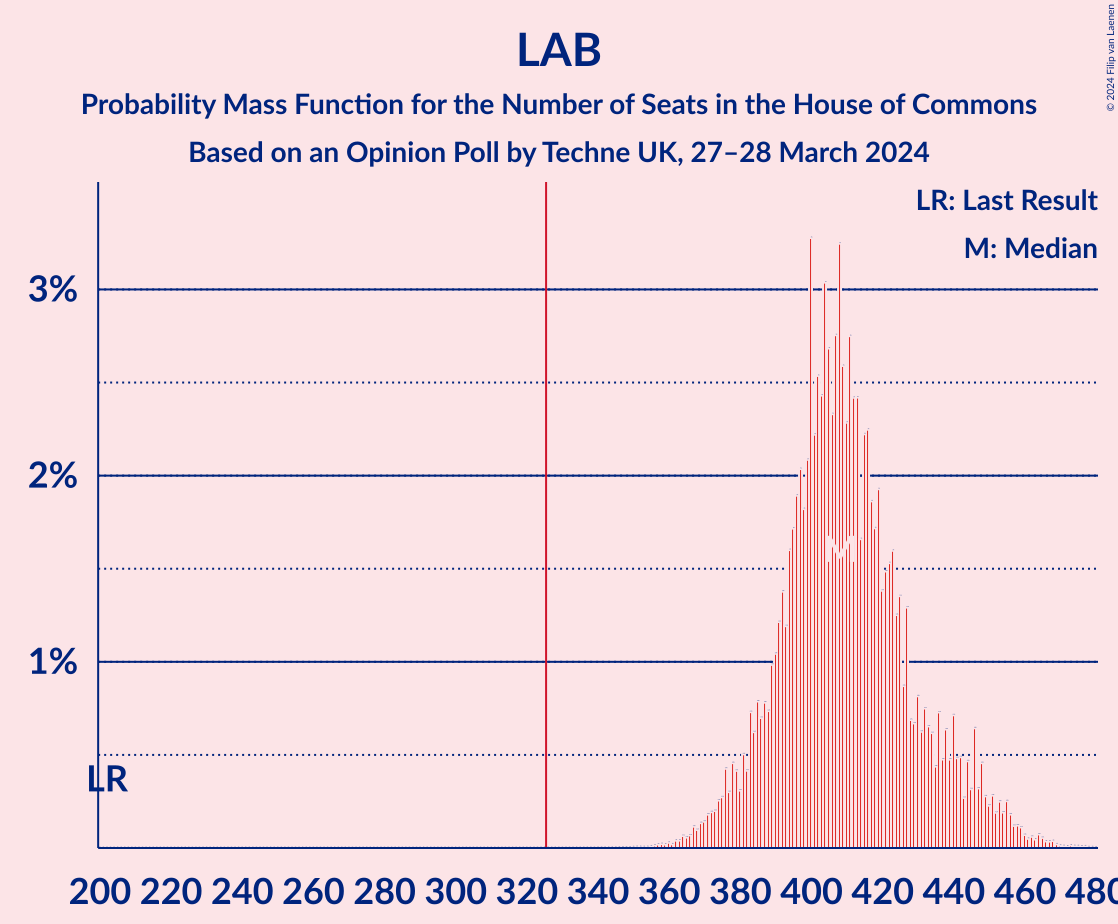 LAB
Probability Mass Function for the Number of Seats in the House of Commons
Based on an Opinion Poll by Techne UK, 27–28 March 2024
© 2024 Filip van Laenen
LR: Last Result
M: Median
3%
2%
1%
LR
M
200 220 240 260 280 300 320 340 360 380 400 420 440 460 480